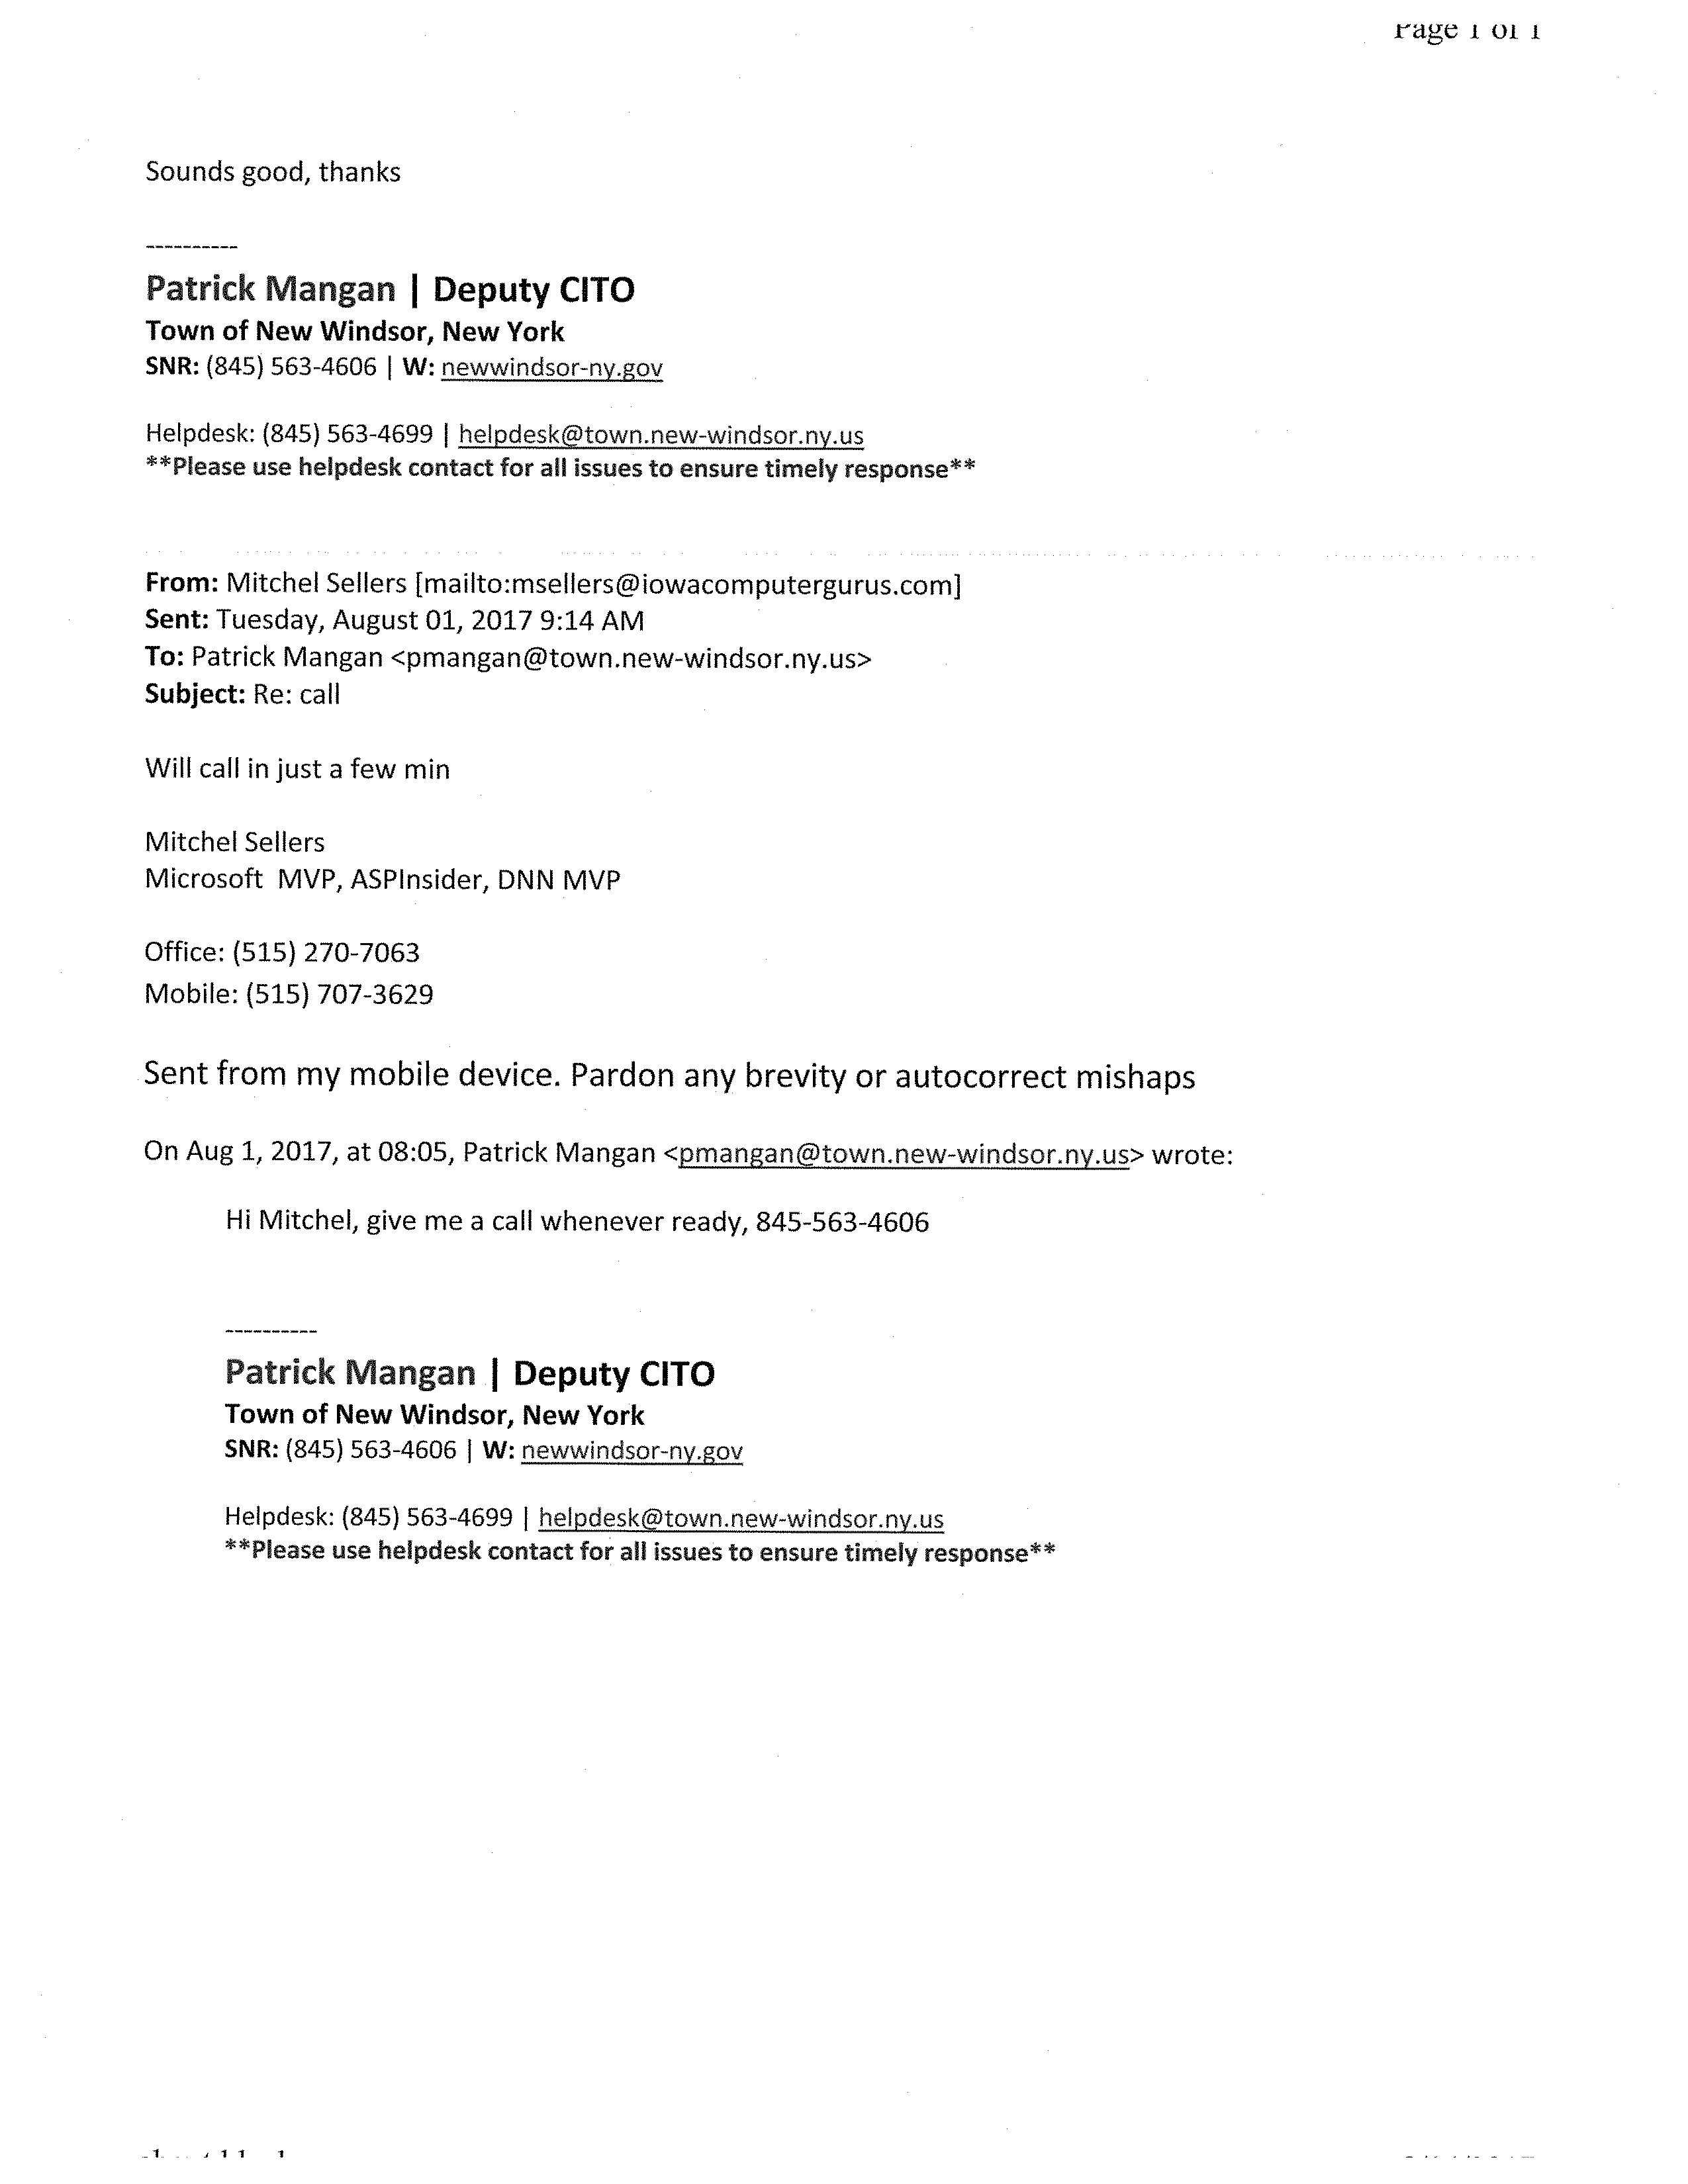 Page 1 of 1
Sounds good, thanks
----------
Patrick Mangan | Deputy CITO
Town of New Windsor, New York
SNR: (845) 563-4606 | W: newwindsor-ny.gov
Helpdesk: (845) 563-4699 | helpdesk@town.new-windsor.ny.us
**Please use helpdesk contact for all issues to ensure timely response**
From: Mitchel Sellers [mailto:msellers@iowacomputergurus.com]
Sent: Tuesday, August 01, 2017 9:14 AM
To: Patrick Mangan <pmangan@town.new-windsor.ny.us>
Subject: Re: call
Will call in just a few min
Mitchel Sellers
Microsoft  MVP, ASPInsider, DNN MVP
Office: (515) 270-7063
Mobile: (515) 707-3629
Sent from my mobile device. Pardon any brevity or autocorrect mishaps
On Aug 1, 2017, at 08:05, Patrick Mangan <pmangan@town.new-windsor.ny.us> wrote:
Hi Mitchel, give me a call whenever ready, 845-563-4606
----------
Patrick Mangan | Deputy CITO
Town of New Windsor, New York
SNR: (845) 563-4606 | W: newwindsor-ny.gov
Helpdesk: (845) 563-4699 | helpdesk@town.new-windsor.ny.us
**Please use helpdesk contact for all issues to ensure timely response**